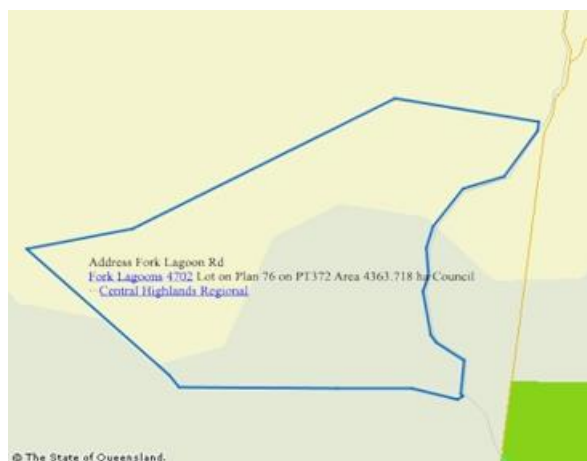 Address Fork Lagoon Rd
Fork Lagoons 4702 Lot on Plan 76 on PT372 Area 4363.718 ha Council
- Central Highlands Regional
© The State of Queensland.